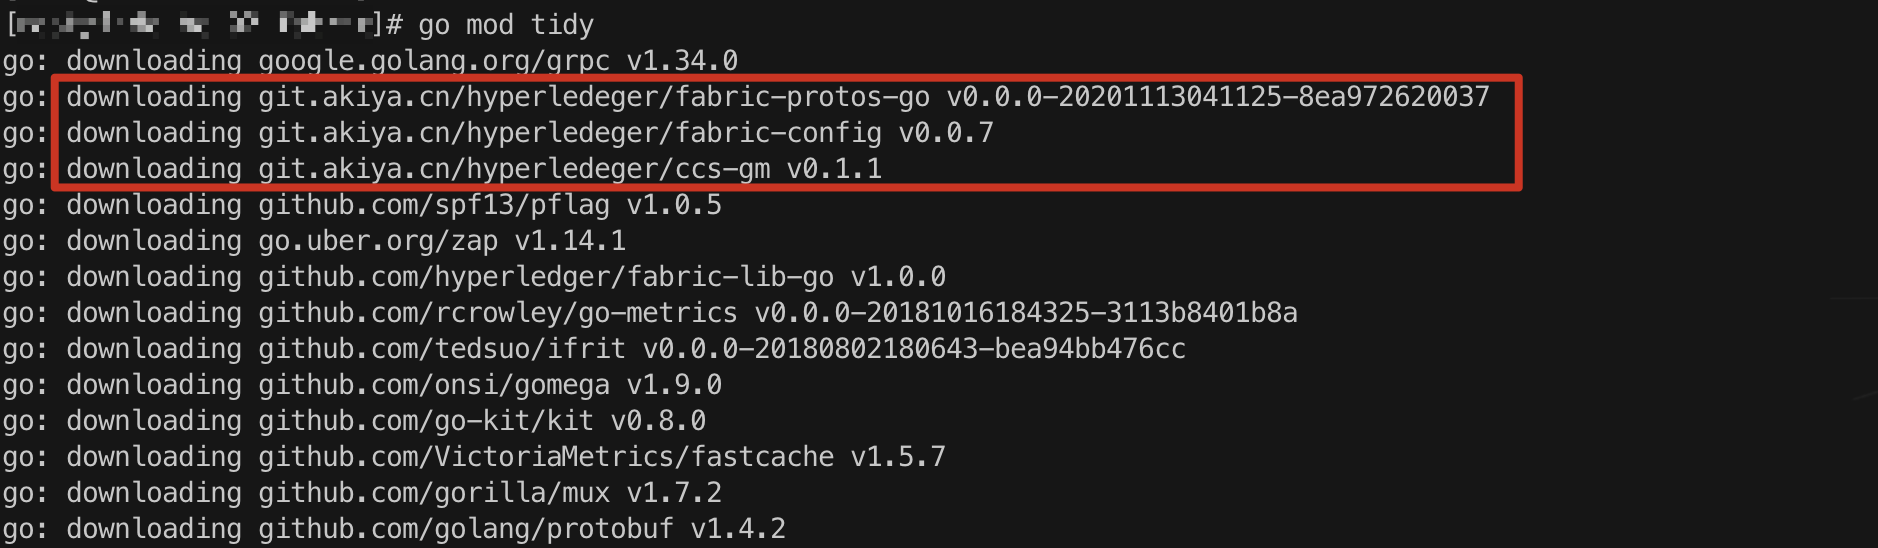 ]# go mod tidy
go: downloading google.golang.org/grpc v1.34.0
go: downloading git.akiya.cn/hyperledeger/fabric-protos-go v0.0.0-20201113041125-8ea972620037
go: downloading git.akiya.cn/hyperledeger/fabric-config v0.0.7
go: downloading git.akiya.cn/hyperledeger/ccs-gm v0.1.1
go: downloading github.com/spf13/pflag v1.0.5
go: downloading go.uber.org/zap v1.14.1
go: downloading github.com/hyperledger/fabric-lib-go v1.0.0
go: downloading github.com/rcrowley/go-metrics v0.0.0-20181016184325-3113b8401b8a
go: downloading github.com/tedsuo/ifrit v0.0.0-20180802180643-bea94bb476cc
go: downloading github.com/onsi/gomega v1.9.0
go: downloading github.com/go-kit/kit v0.8.0
go: downloading github.com/VictoriaMetrics/fastcache v1.5.7
go: downloading github.com/gorilla/mux v1.7.2
go: downloading github.com/golang/protobuf v1.4.2